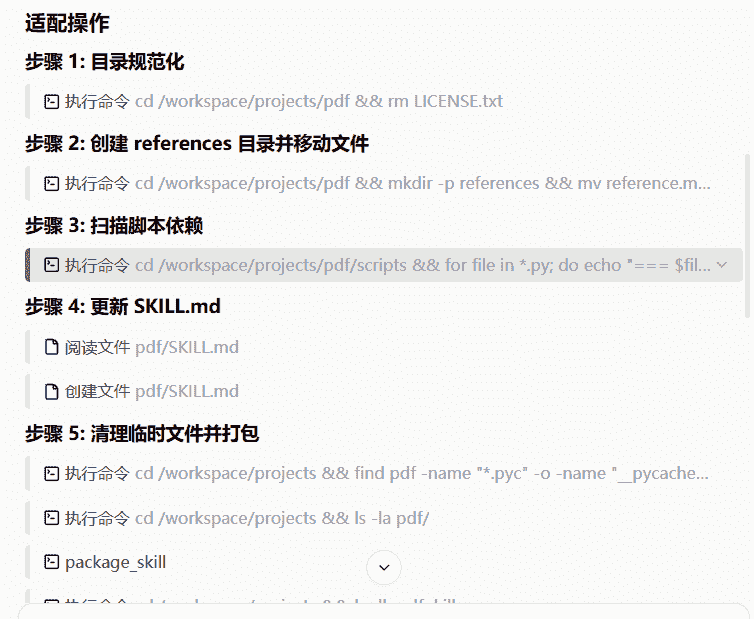 适配操作
步骤 1: 目录规范化
执行命令 cd /workspace/projects/pdf && rm LICENSE.txt
步骤 2: 创建 references 目录并移动文件
执行命令 cd /workspace/projects/pdf && mkdir -p references && mv reference.m...
步骤 3: 扫描脚本依赖
执行命令 cd /workspace/projects/pdf/scripts && for file in *.py; do echo "=== $fil...
步骤 4: 更新 SKILL.md
阅读文件 pdf/SKILL.md
创建文件 pdf/SKILL.md
步骤 5: 清理临时文件并打包
执行命令 cd /workspace/projects && find pdf -name "*.pyc" -o -name "__pycache...
执行命令 cd /workspace/projects && ls -la pdf/
package_skill